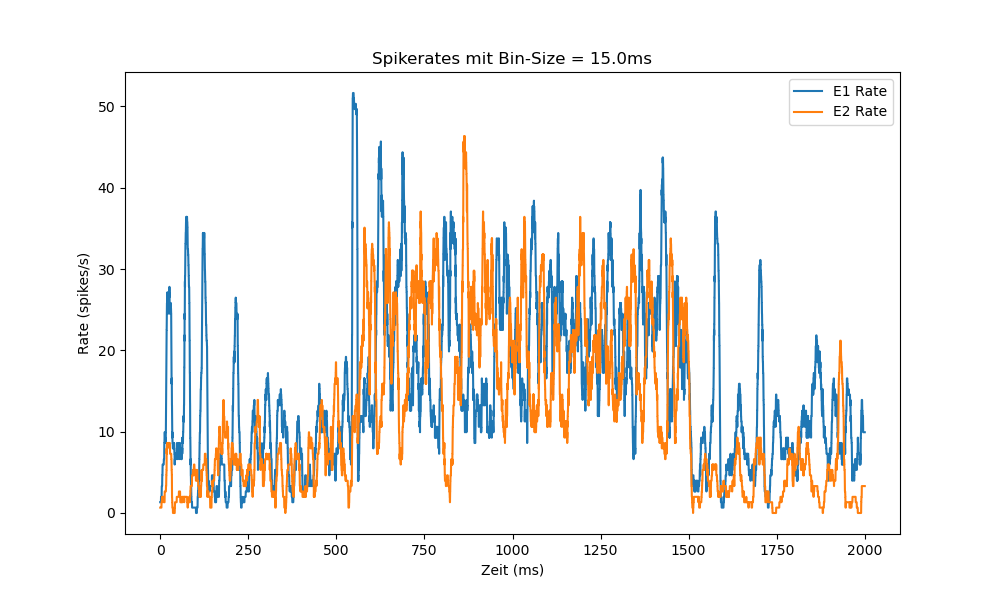 Spikerates mit Bin-Size = 15.0ms
E1 Rate
E2 Rate
50
40
30
20
10
0
Rate (spikes/s)
0 250 500 750 1000 1250 1500 1750 2000
Zeit (ms)